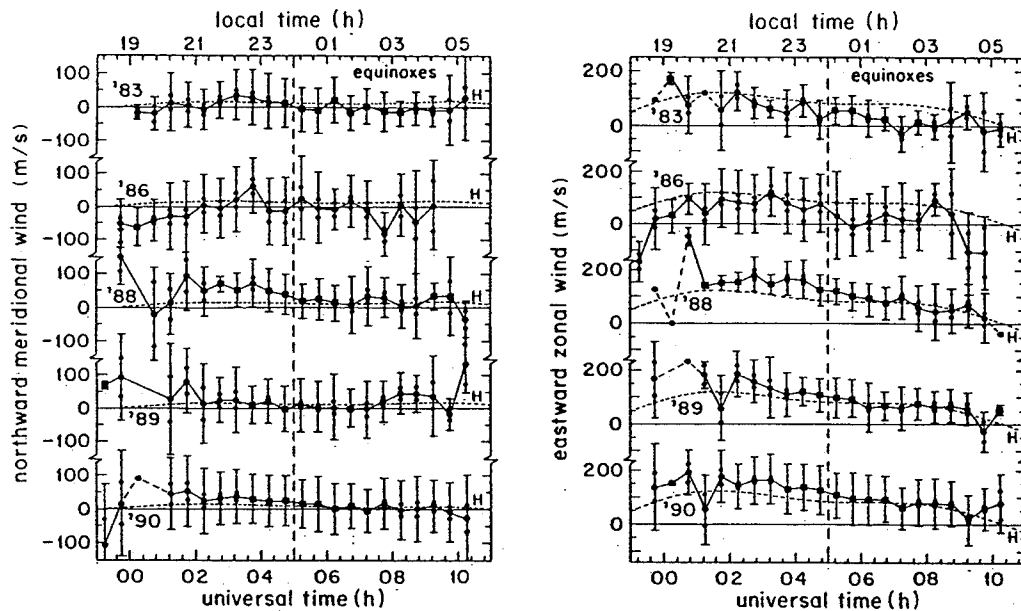 local time (h)
19 21 23 01 03 05
equinoxes
northward meridional wind (m/s)
100
0
-100
'83
H
100
0
-100
'86
H
100
0
-100
'88
H
100
0
-100
'89
H
100
0
-100
'90
H
00 02 04 06 08 10
universal time (h)
local time (h)
19 21 23 01 03 05
equinoxes
eastward zonal wind (m/s)
200
0
'83
H
200
0
'86
H
200
0
'88
H
200
0
'89
H
200
0
'90
H
00 02 04 06 08 10
universal time (h)